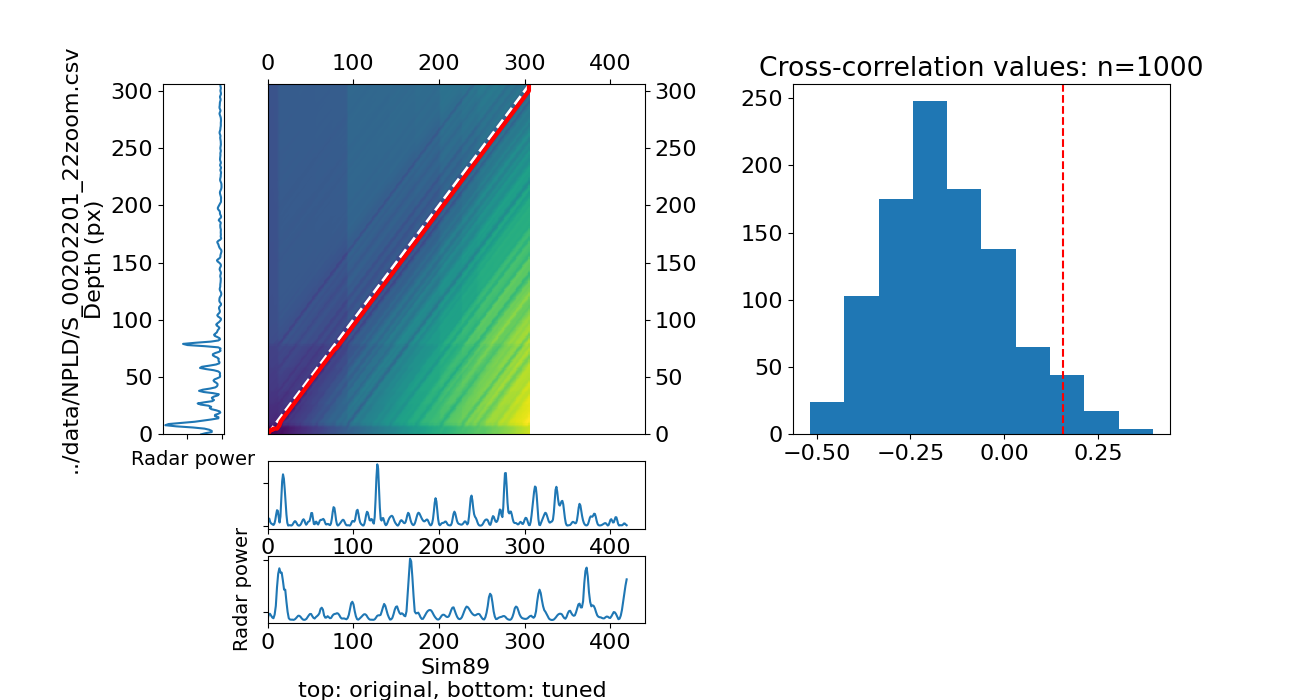 Cross-correlation values: n=1000
0 100 200 300 400
../data/NPLD/S_00202201_22zoom.csv
Depth (px)
300 250 200 150 100 50 0
300 250 200 150 100 50 0
250 200 150 100 50 0
−0.50 −0.25 0.00 0.25
Radar power
0 100 200 300 400
Radar power
0 100 200 300 400
Sim89
top: original, bottom: tuned